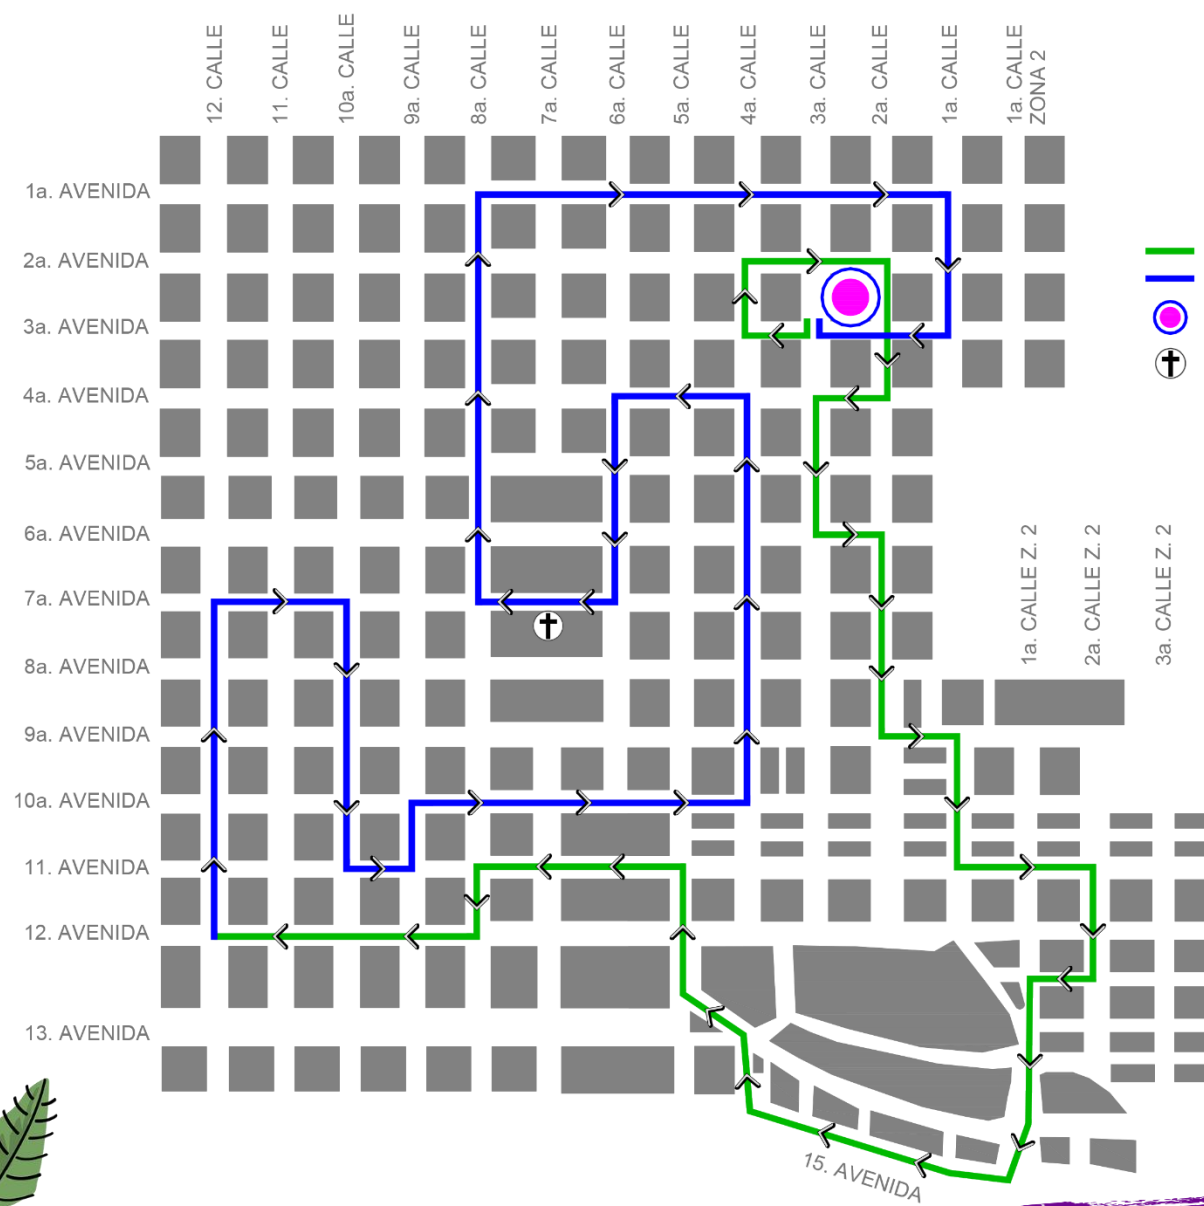 12. CALLE
11. CALLE
10a. CALLE
9a. CALLE
8a. CALLE
7a. CALLE
6a. CALLE
5a. CALLE
4a. CALLE
3a. CALLE
2a. CALLE
1a. CALLE
1a. CALLE
ZONA 2
1a. AVENIDA
2a. AVENIDA
3a. AVENIDA
4a. AVENIDA
5a. AVENIDA
6a. AVENIDA
7a. AVENIDA
8a. AVENIDA
9a. AVENIDA
10a. AVENIDA
11. AVENIDA
12. AVENIDA
13. AVENIDA
1a. CALLE Z. 2
2a. CALLE Z. 2
3a. CALLE Z. 2
15. AVENIDA